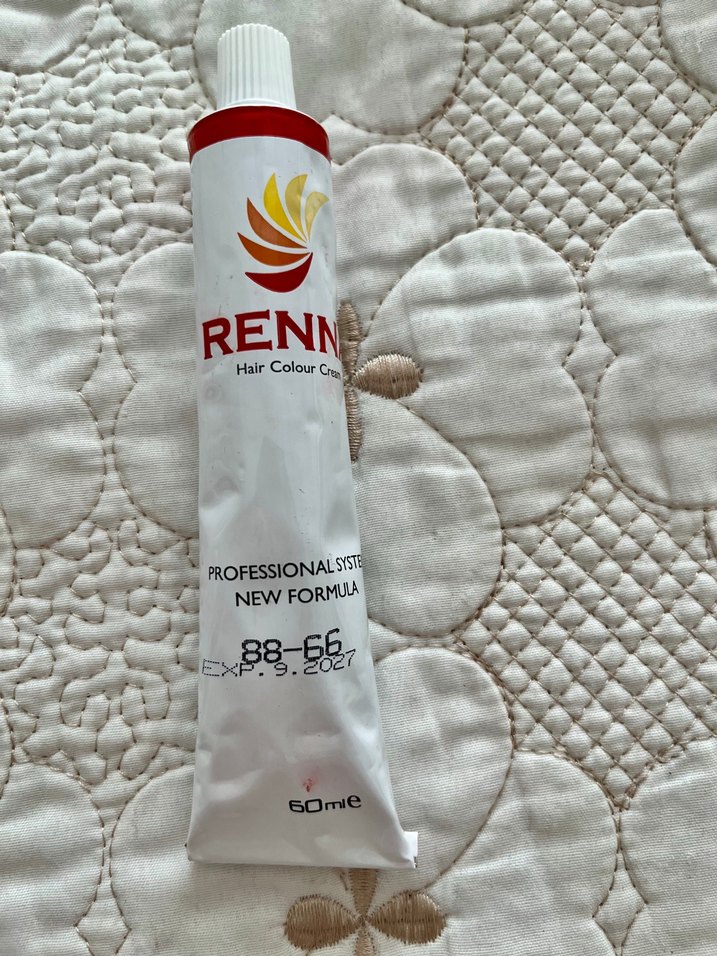 RENN
Hair Colour Cream
PROFESSIONAL SYSTE
NEW FORMULA
88-66
EXP. 9.2027
60mle